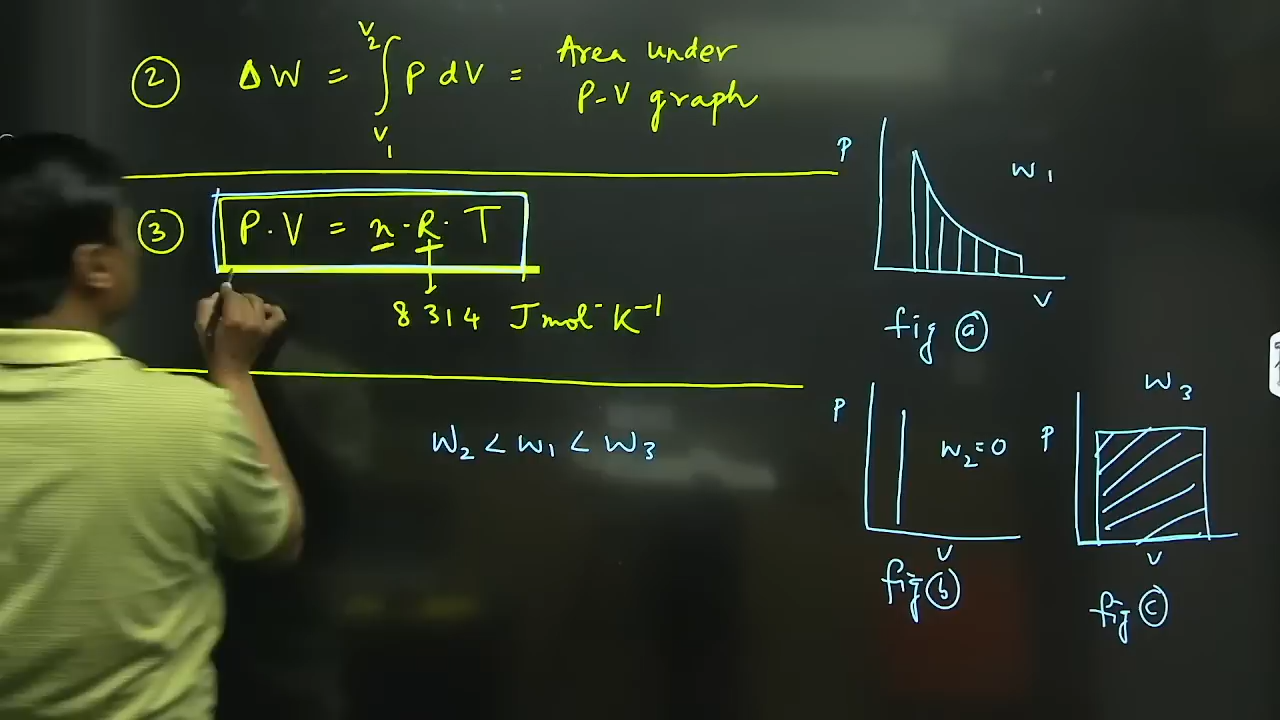 ② ΔW = ∫ P dV = Area under
V₂
V₁
P-V graph
③ P.V = n.R.T
8314 J mol⁻ K⁻¹
W₂ < W₁ < W₃
P
W₁
V
fig ⓐ
P
W₂=0
V
fig ⓑ
W₃
P
V
fig ⓒ